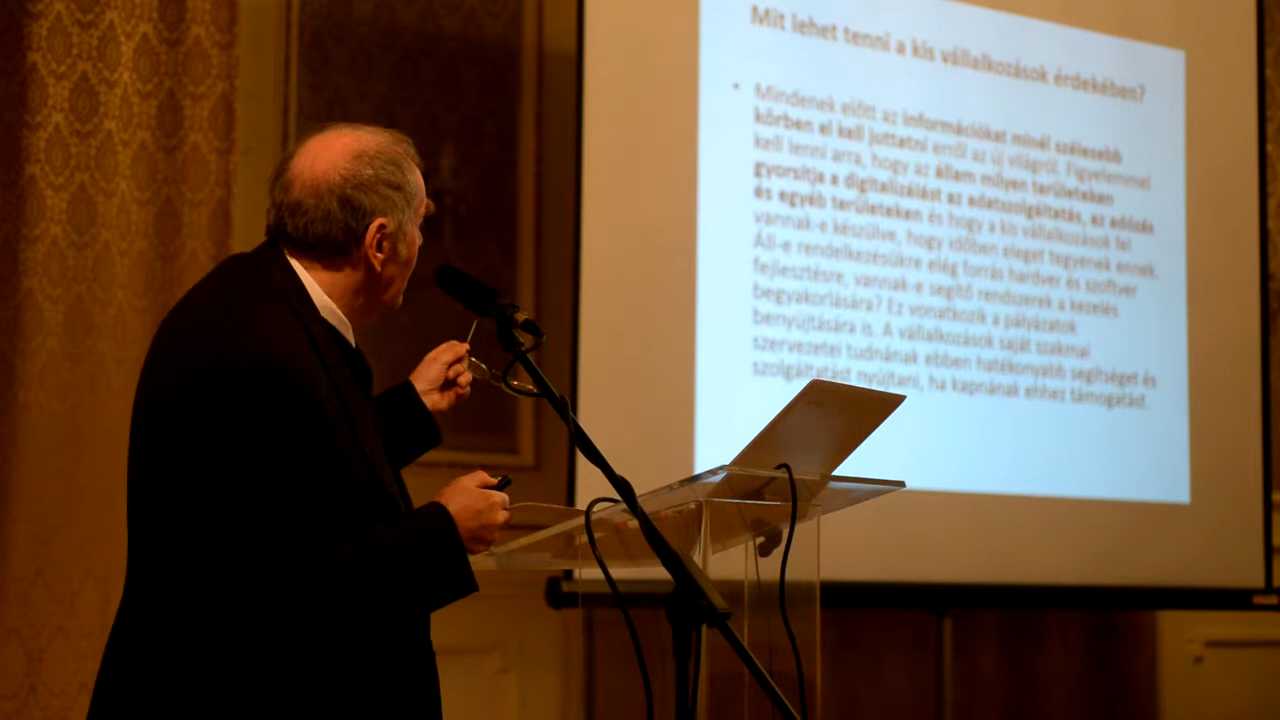 Mit lehet tenni a kis vállalkozások érdekében?
• Mindenek előtt az információkat minél szélesebb
körben el kell juttatni erről az új világról. Figyelemmel
kell lenni arra, hogy az állam milyen területeken
gyorsítja a digitalizálást az adatszolgáltatás, az adózás
és egyéb területeken és hogy a kis vállalkozások fel
vannak-e készülve, hogy időben eleget tegyenek ennek.
Áll-e rendelkezésükre elég forrás hardver és szoftver
fejlesztésre, vannak-e segítő rendszerek a kezelés
begyakorlására? Ez vonatkozik a pályázatok
benyújtására is. A vállalkozások saját szakmai
szervezetei tudnának ebben hatékonyabb segítséget és
szolgáltatást nyújtani, ha kapnának ehhez támogatást.